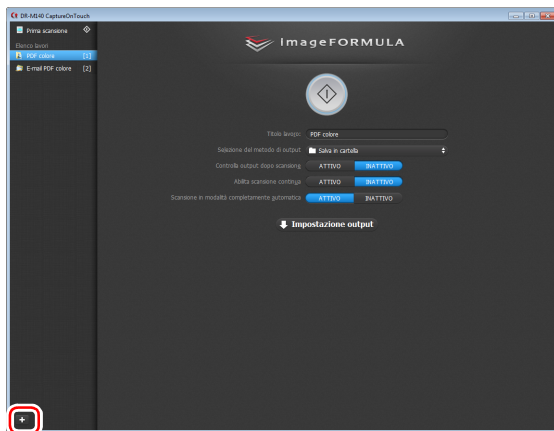 DR-M140 CaptureOnTouch
Prima scansione
Elenco lavori
PDF colore [1]
E-mail PDF colore [2]
imageFORMULA
Titolo lavoro: PDF colore
Selezione del metodo di output Salva in cartella
Controlla output dopo scansione ATTIVO INATTIVO
Abilita scansione continua ATTIVO INATTIVO
Scansione in modalità completamente automatica ATTIVO INATTIVO
Impostazione output
+